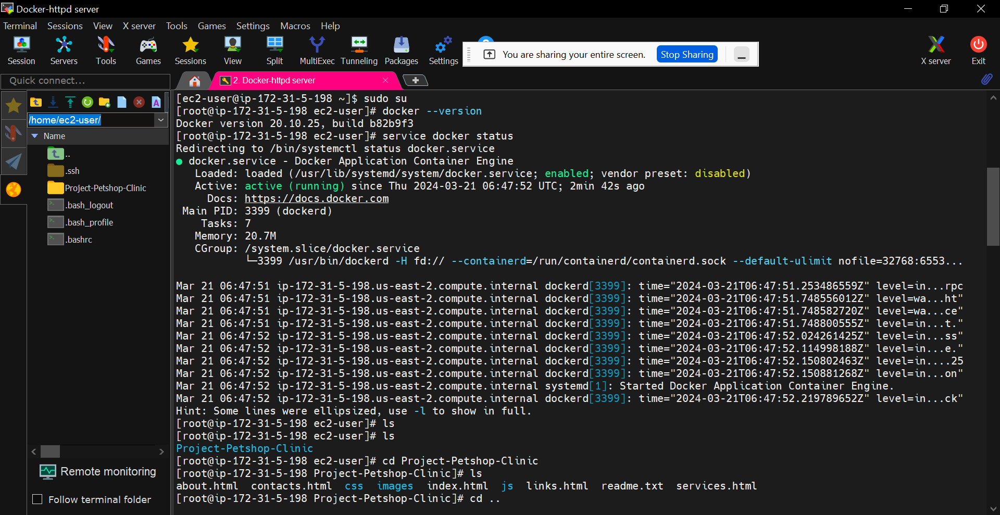 Docker-httpd server
Terminal Sessions View X server Tools Games Settings Macros Help
Session Servers Tools Games Sessions View Split MultiExec Tunneling Packages Settings X server Exit
You are sharing your entire screen. Stop Sharing
Quick connect...
2. Docker-httpd server
/home/ec2-user/
Name
..
.ssh
Project-Petshop-Clinic
.bash_logout
.bash_profile
.bashrc
Remote monitoring
Follow terminal folder
[ec2-user@ip-172-31-5-198 ~]$ sudo su
[root@ip-172-31-5-198 ec2-user]# docker --version
Docker version 20.10.25, build b82b9f3
[root@ip-172-31-5-198 ec2-user]# service docker status
Redirecting to /bin/systemctl status docker.service
● docker.service - Docker Application Container Engine
Loaded: loaded (/usr/lib/systemd/system/docker.service; enabled; vendor preset: disabled)
Active: active (running) since Thu 2024-03-21 06:47:52 UTC; 2min 42s ago
Docs: https://docs.docker.com
Main PID: 3399 (dockerd)
Tasks: 7
Memory: 20.7M
CGroup: /system.slice/docker.service
└─3399 /usr/bin/dockerd -H fd:// --containerd=/run/containerd/containerd.sock --default-ulimit nofile=32768:6553...
Mar 21 06:47:51 ip-172-31-5-198.us-east-2.compute.internal dockerd[3399]: time="2024-03-21T06:47:51.253486559Z" level=in...rpc
Mar 21 06:47:51 ip-172-31-5-198.us-east-2.compute.internal dockerd[3399]: time="2024-03-21T06:47:51.748556012Z" level=wa...ht"
Mar 21 06:47:51 ip-172-31-5-198.us-east-2.compute.internal dockerd[3399]: time="2024-03-21T06:47:51.748582720Z" level=wa...ce"
Mar 21 06:47:51 ip-172-31-5-198.us-east-2.compute.internal dockerd[3399]: time="2024-03-21T06:47:51.748800555Z" level=in...t."
Mar 21 06:47:52 ip-172-31-5-198.us-east-2.compute.internal dockerd[3399]: time="2024-03-21T06:47:52.024261425Z" level=in...ss"
Mar 21 06:47:52 ip-172-31-5-198.us-east-2.compute.internal dockerd[3399]: time="2024-03-21T06:47:52.114998188Z" level=in...e."
Mar 21 06:47:52 ip-172-31-5-198.us-east-2.compute.internal dockerd[3399]: time="2024-03-21T06:47:52.150802463Z" level=in....25
Mar 21 06:47:52 ip-172-31-5-198.us-east-2.compute.internal dockerd[3399]: time="2024-03-21T06:47:52.150881268Z" level=in...on"
Mar 21 06:47:52 ip-172-31-5-198.us-east-2.compute.internal systemd[1]: Started Docker Application Container Engine.
Mar 21 06:47:52 ip-172-31-5-198.us-east-2.compute.internal dockerd[3399]: time="2024-03-21T06:47:52.219789652Z" level=in...ck"
Hint: Some lines were ellipsized, use -l to show in full.
[root@ip-172-31-5-198 ec2-user]# ls
[root@ip-172-31-5-198 ec2-user]# ls
Project-Petshop-Clinic
[root@ip-172-31-5-198 ec2-user]# cd Project-Petshop-Clinic
[root@ip-172-31-5-198 Project-Petshop-Clinic]# ls
about.html contacts.html css images index.html js links.html readme.txt services.html
[root@ip-172-31-5-198 Project-Petshop-Clinic]# cd ..